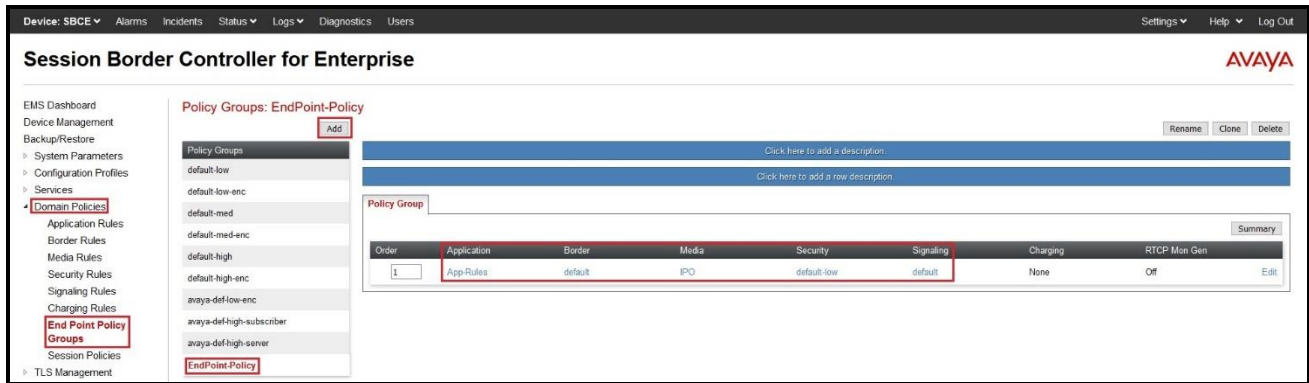 Device: SBCE Alarms Incidents Status Logs Diagnostics Users Settings Help Log Out
Session Border Controller for Enterprise
AVAYA
EMS Dashboard
Device Management
Backup/Restore
System Parameters
Configuration Profiles
Services
Domain Policies
Application Rules
Border Rules
Media Rules
Security Rules
Signaling Rules
Charging Rules
End Point Policy
Groups
Session Policies
TLS Management
Policy Groups: EndPoint-Policy
Add
Rename Clone Delete
Policy Groups
default-low
default-low-enc
default-med
default-med-enc
default-high
default-high-enc
avaya-def-low-enc
avaya-def-high-subscriber
avaya-def-high-server
EndPoint-Policy
Click here to add a description.
Click here to add a row description.
Policy Group
Summary
Order Application Border Media Security Signaling Charging RTCP Mon Gen
1 App-Rules default IPO default-low default None Off Edit